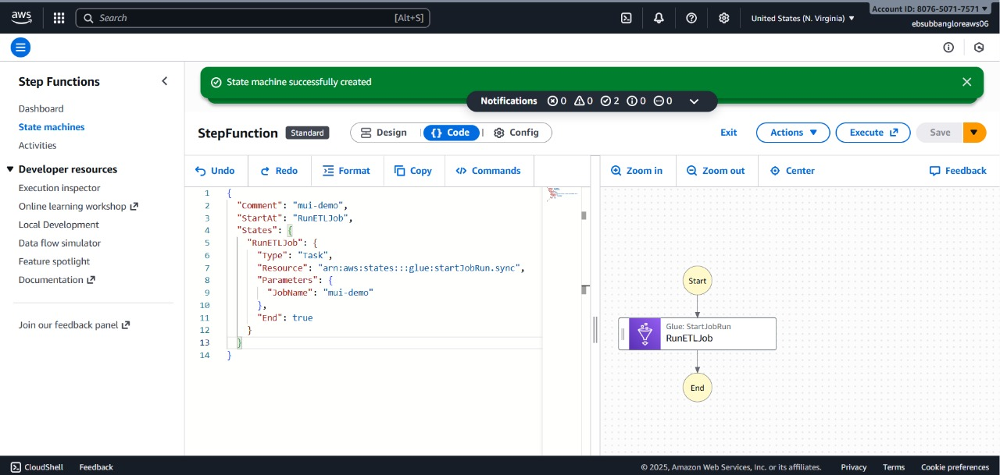 aws
Search [Alt+S]
United States (N. Virginia) ▼
Account ID: 8076-5071-7571 ▼
ebsubbangloreaws06
Step Functions
Dashboard
State machines
Activities
▼ Developer resources
Execution inspector
Online learning workshop
Local Development
Data flow simulator
Feature spotlight
Documentation
Join our feedback panel
State machine successfully created
Notifications 0 0 2 0 0
StepFunction Standard Design {} Code Config Exit Actions ▼ Execute Save ▼
Undo Redo Format Copy </> Commands Zoom in Zoom out Center Feedback
1 {
2 "Comment": "mui-demo",
3 "StartAt": "RunETLJob",
4 "States": {
5 "RunETLJob": {
6 "Type": "Task",
7 "Resource": "arn:aws:states:::glue:startJobRun.sync",
8 "Parameters": {
9 "JobName": "mui-demo"
10 },
11 "End": true
12 }
13 }
14 }
Start
Glue: StartJobRun
RunETLJob
End
CloudShell Feedback © 2025, Amazon Web Services, Inc. or its affiliates. Privacy Terms Cookie preferences